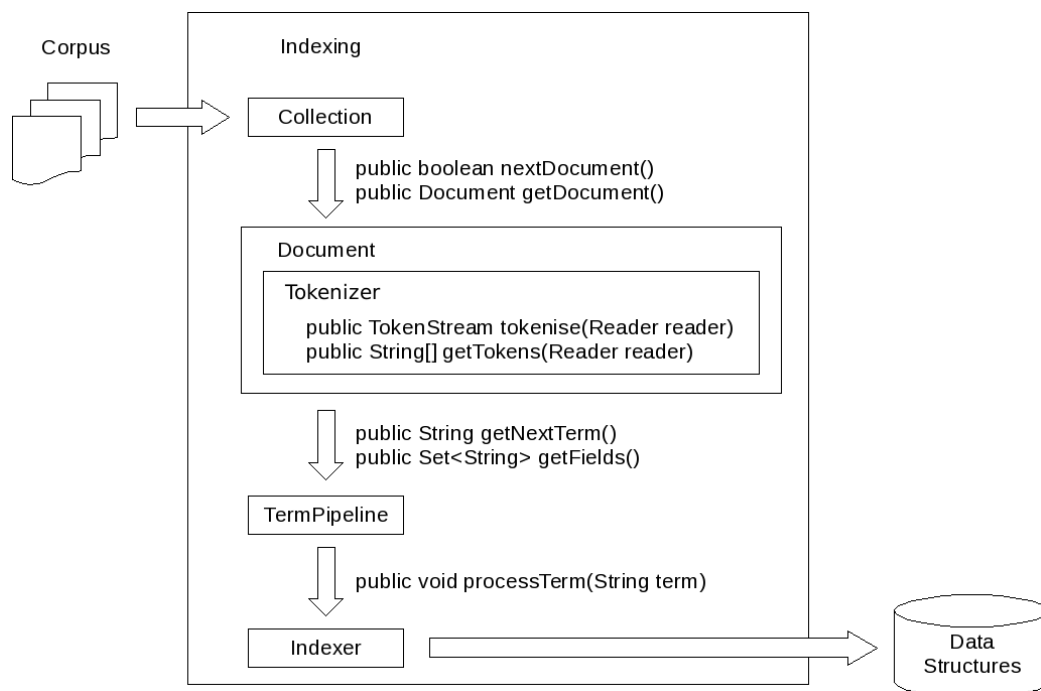 Corpus
Indexing
Collection
public boolean nextDocument()
public Document getDocument()
Document
Tokenizer
public TokenStream tokenise(Reader reader)
public String[] getTokens(Reader reader)
public String getNextTerm()
public Set<String> getFields()
TermPipeline
public void processTerm(String term)
Indexer
Data
Structures